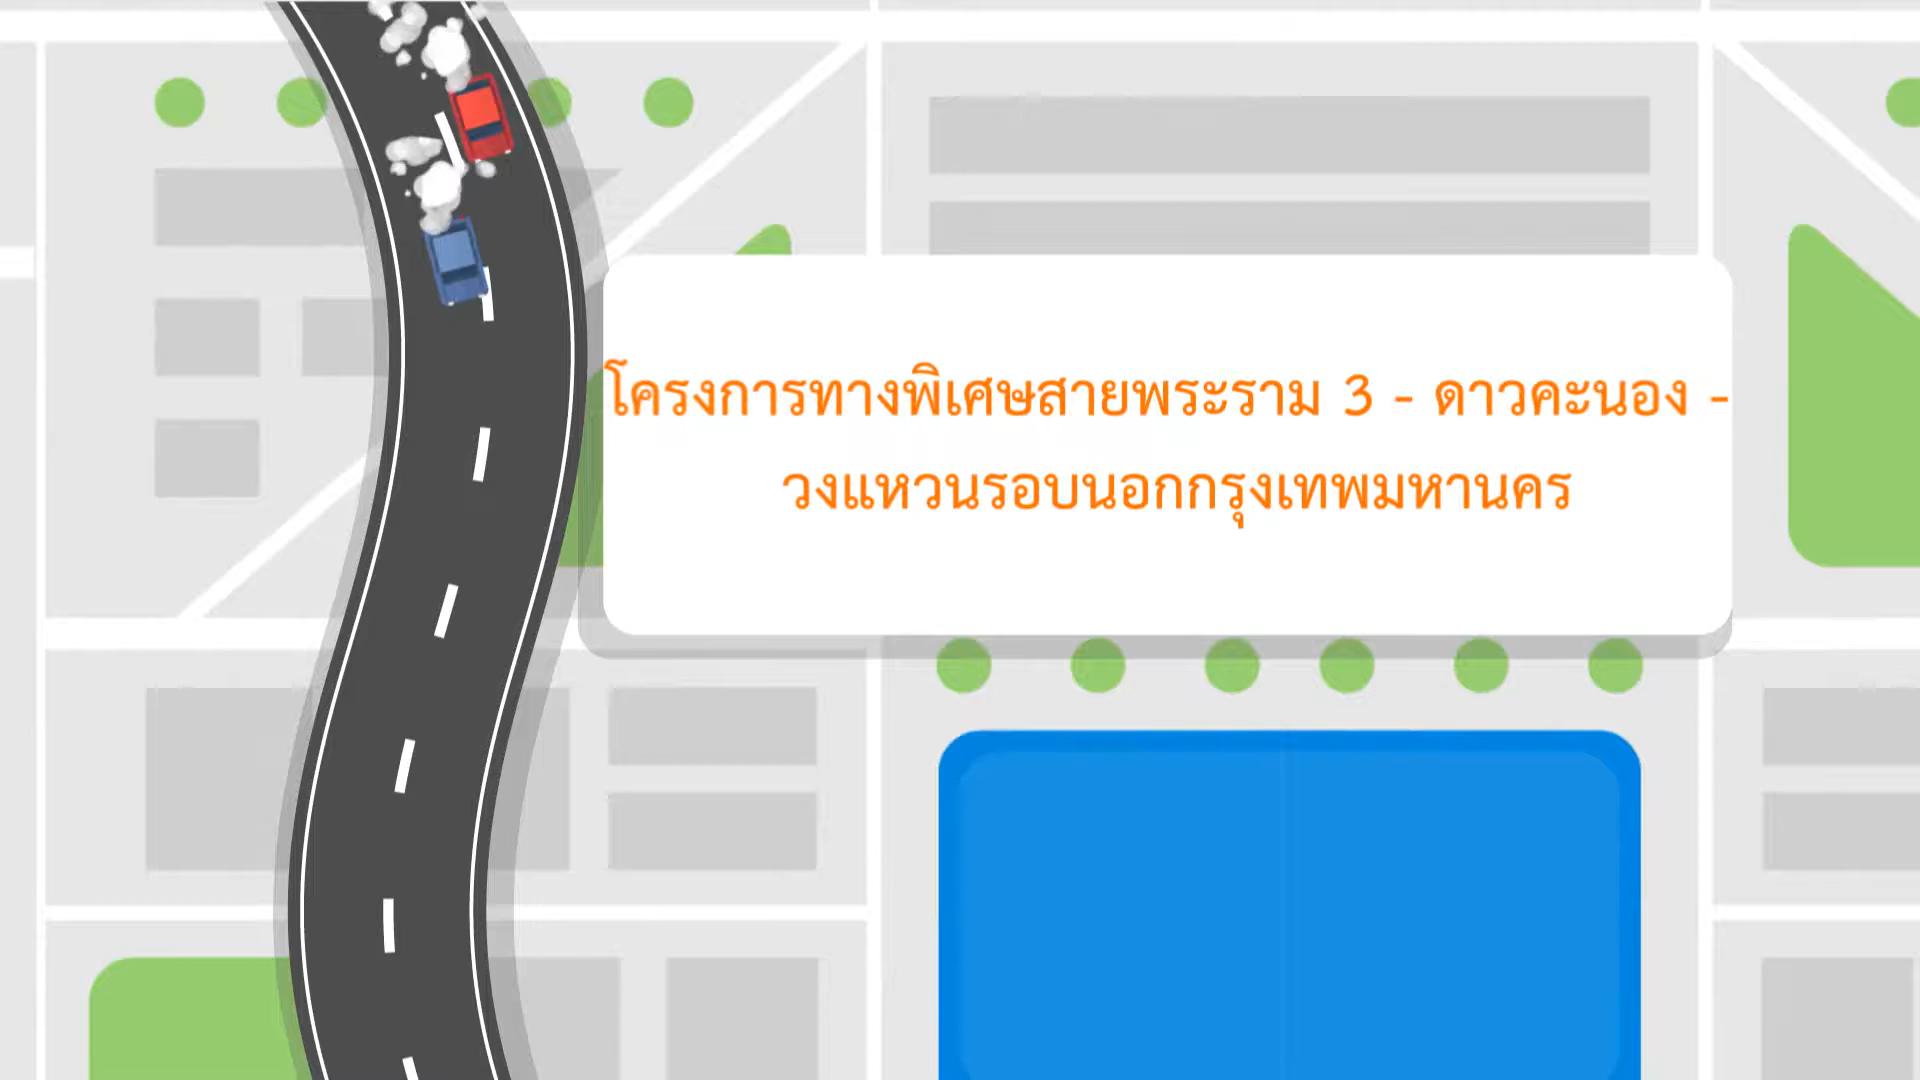 โครงการทางพิเศษสายพระราม 3 - ดาวคะนอง -
วงแหวนรอบนอกกรุงเทพมหานคร